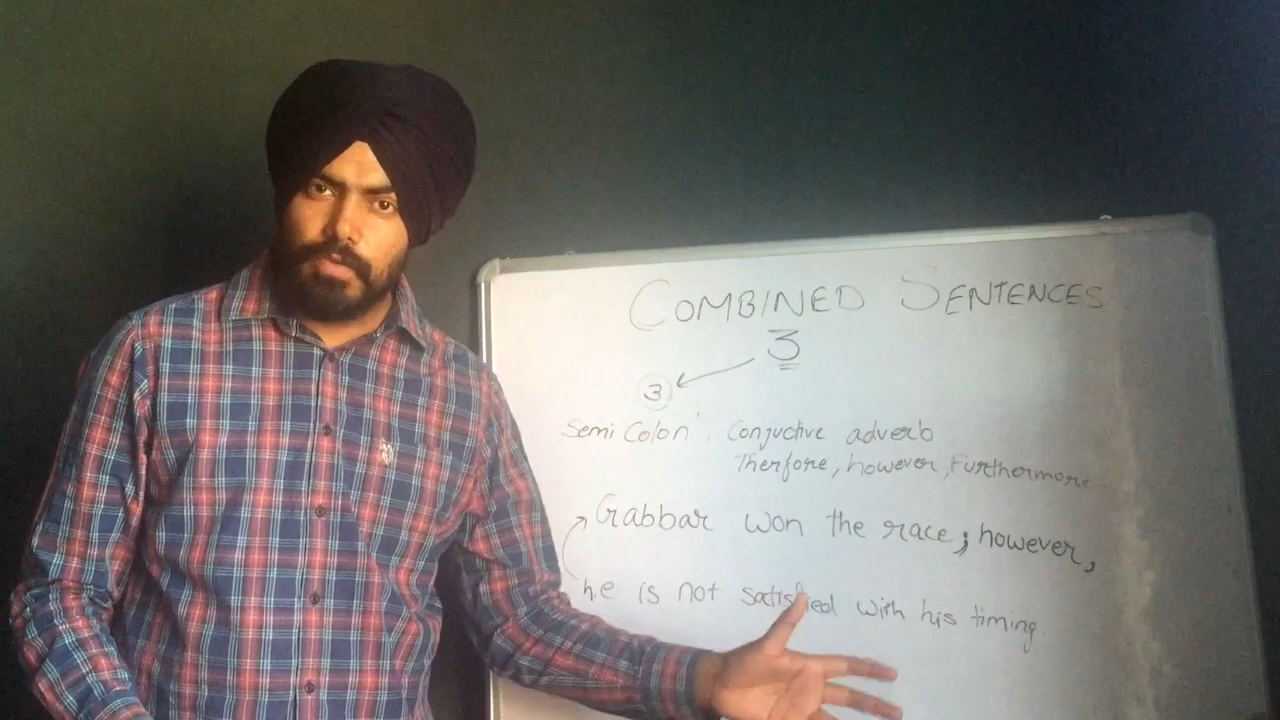 COMBINED SENTENCES
3
3
Semi Colon . Conjuctive adverb
Therfore, however, Furthermore.
Gabbar won the race; however,
he is not satisfied with his timing.